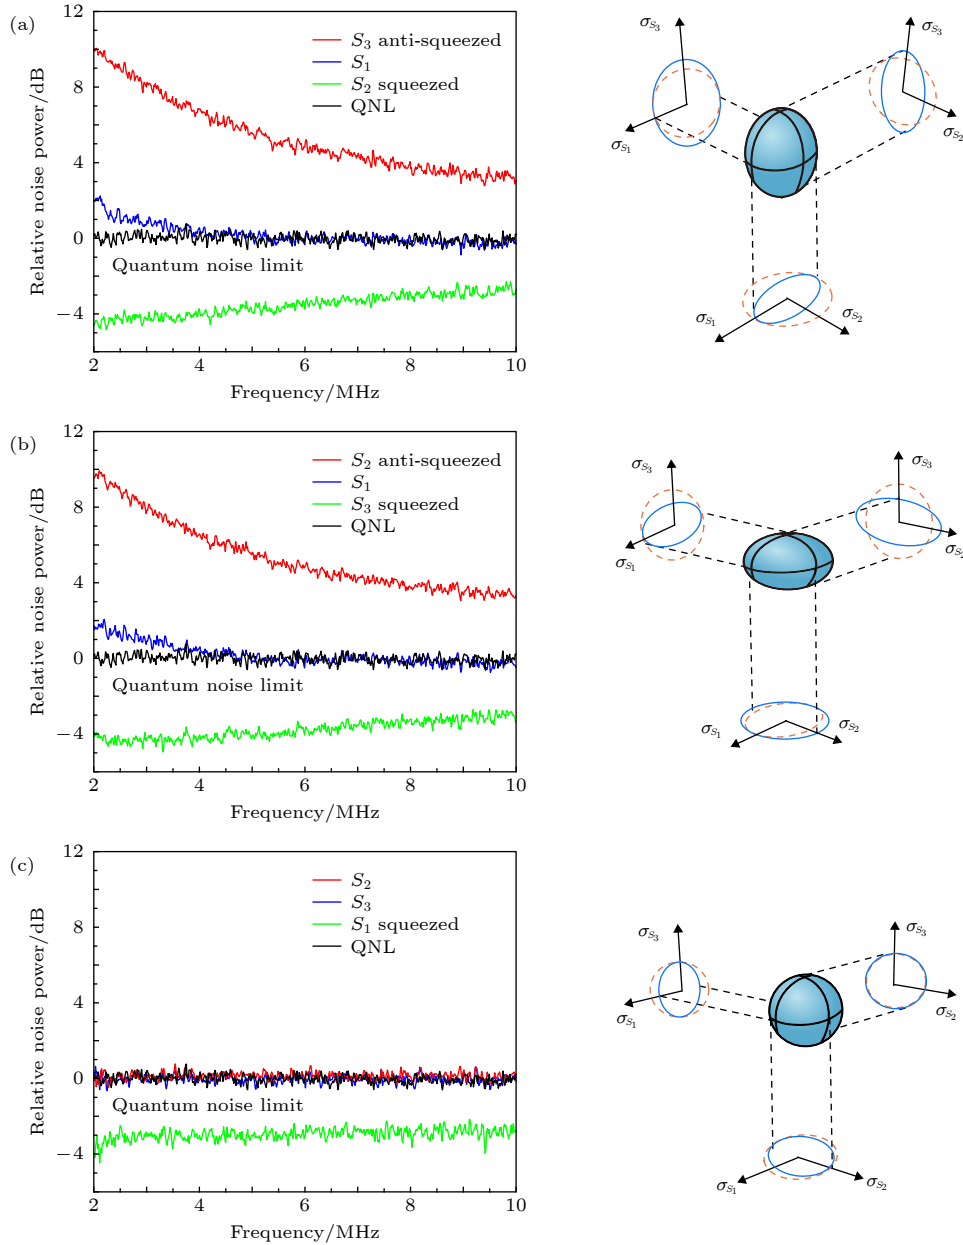 (a)
Relative noise power/dB
12
8
4
0
−4
S3 anti-squeezed
S1
S2 squeezed
QNL
Quantum noise limit
2 4 6 8 10
Frequency/MHz
σS3
σS1
σS3
σS2
σS1
σS2
(b)
Relative noise power/dB
12
8
4
0
−4
S2 anti-squeezed
S1
S3 squeezed
QNL
Quantum noise limit
2 4 6 8 10
Frequency/MHz
σS3
σS1
σS3
σS2
σS1
σS2
(c)
Relative noise power/dB
12
8
4
0
−4
S2
S3
S1 squeezed
QNL
Quantum noise limit
2 4 6 8 10
Frequency/MHz
σS3
σS1
σS3
σS2
σS1
σS2